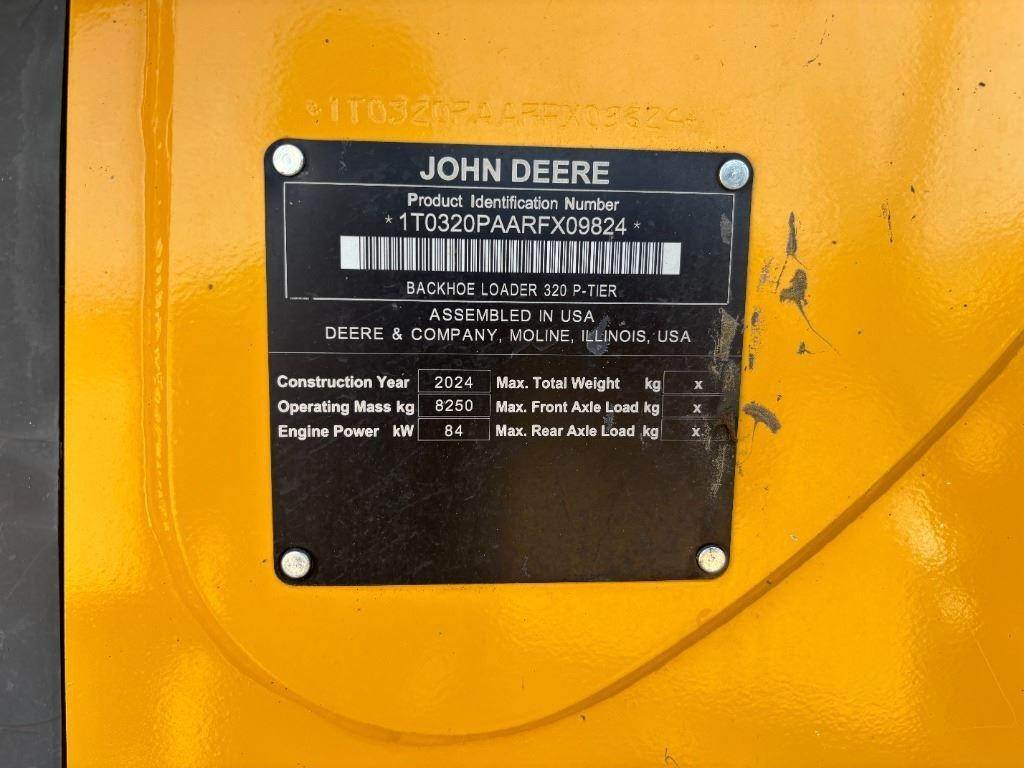 JOHN DEERE
Product Identification Number
*1T0320PAARFX09824*
BACKHOE LOADER 320 P-TIER
ASSEMBLED IN USA
DEERE & COMPANY, MOLINE, ILLINOIS, USA
Construction Year 2024 Max. Total Weight kg x
Operating Mass kg 8250 Max. Front Axle Load kg x
Engine Power kW 84 Max. Rear Axle Load kg x